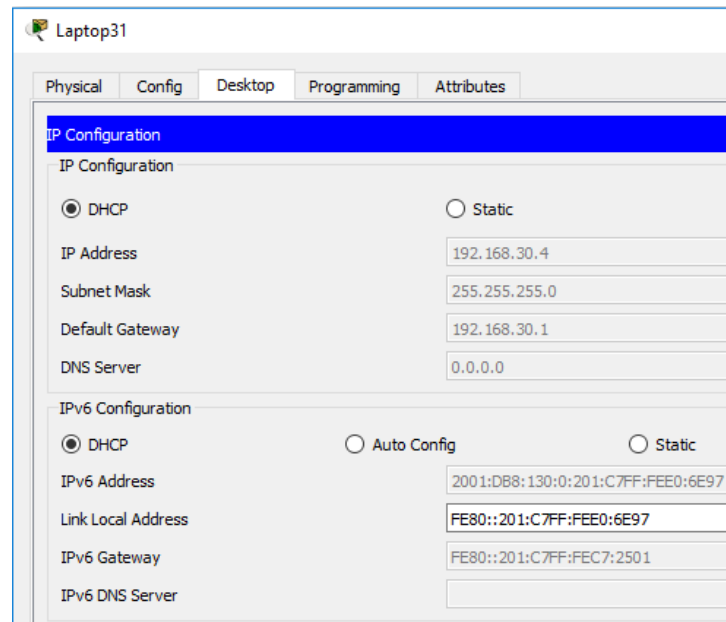 Laptop31
Physical Config Desktop Programming Attributes
IP Configuration
IP Configuration
DHCP Static
IP Address 192.168.30.4
Subnet Mask 255.255.255.0
Default Gateway 192.168.30.1
DNS Server 0.0.0.0
IPv6 Configuration
DHCP Auto Config Static
IPv6 Address 2001:DB8:130:0:201:C7FF:FEE0:6E97
Link Local Address FE80::201:C7FF:FEE0:6E97
IPv6 Gateway FE80::201:C7FF:FEC7:2501
IPv6 DNS Server